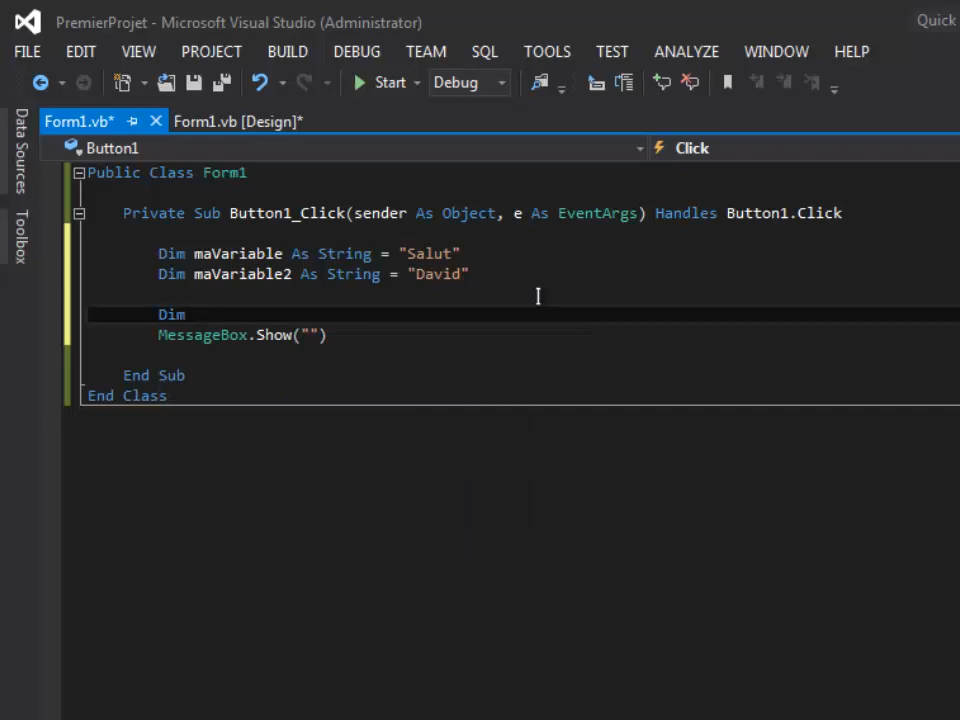 PremierProjet - Microsoft Visual Studio (Administrator)
Quick
FILE EDIT VIEW PROJECT BUILD DEBUG TEAM SQL TOOLS TEST ANALYZE WINDOW HELP
Start Debug
Form1.vb* Form1.vb [Design]*
Button1 Click
Data Sources
Toolbox
Public Class Form1
Private Sub Button1_Click(sender As Object, e As EventArgs) Handles Button1.Click
Dim maVariable As String = "Salut"
Dim maVariable2 As String = "David"
Dim
MessageBox.Show("")
End Sub
End Class